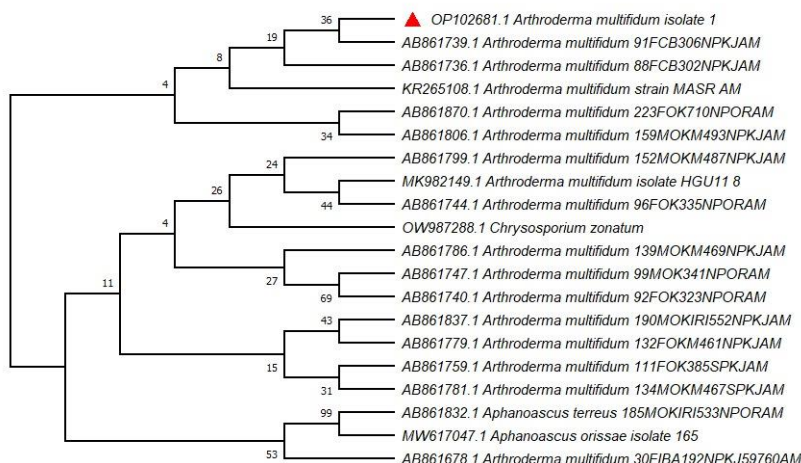 36
OP102681.1 Arthroderma multifidum isolate 1
19
AB861739.1 Arthroderma multifidum 91FCB306NPKJAM
8
AB861736.1 Arthroderma multifidum 88FCB302NPKJAM
4
KR265108.1 Arthroderma multifidum strain MASR AM
AB861870.1 Arthroderma multifidum 223FOK710NPORAM
34
AB861806.1 Arthroderma multifidum 159MOKM493NPKJAM
24
AB861799.1 Arthroderma multifidum 152MOKM487NPKJAM
26
MK982149.1 Arthroderma multifidum isolate HGU11 8
44
AB861744.1 Arthroderma multifidum 96FOK335NPORAM
4
OW987288.1 Chrysosporium zonatum
AB861786.1 Arthroderma multifidum 139MOKM469NPKJAM
11
27
AB861747.1 Arthroderma multifidum 99MOK341NPORAM
69
AB861740.1 Arthroderma multifidum 92FOK323NPORAM
43
AB861837.1 Arthroderma multifidum 190MOKIRI552NPKJAM
AB861779.1 Arthroderma multifidum 132FOKM461NPKJAM
15
AB861759.1 Arthroderma multifidum 111FOK385SPKJAM
31
AB861781.1 Arthroderma multifidum 134MOKM467SPKJAM
99
AB861832.1 Aphanoascus terreus 185MOKIRI533NPORAM
MW617047.1 Aphanoascus orissae isolate 165
53
AB861678.1 Arthroderma multifidum 30FIBA192NPKJ59760AM